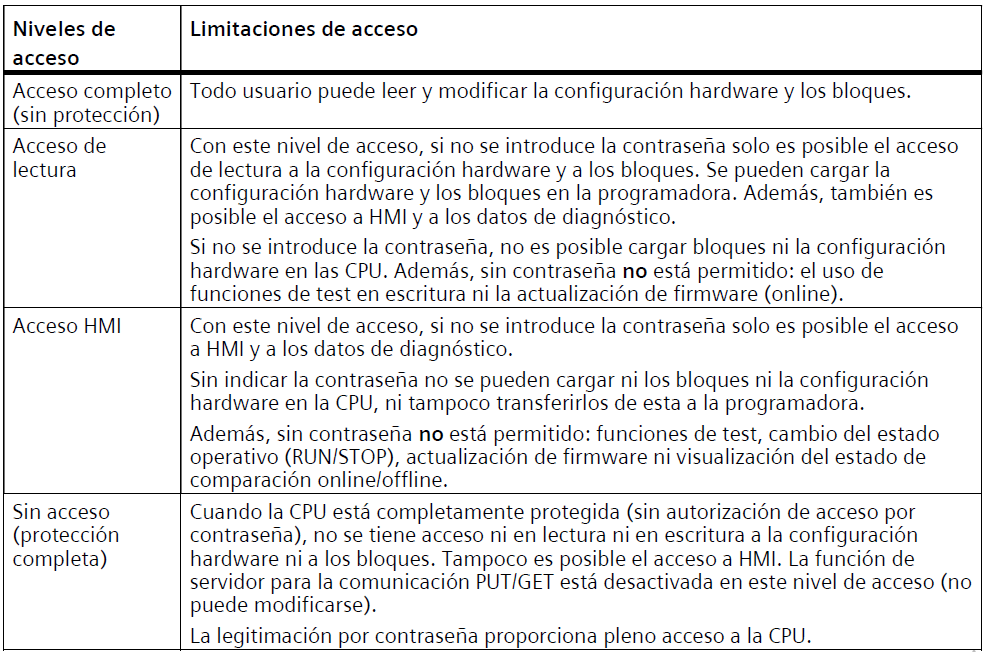 Niveles de acceso
Limitaciones de acceso
Acceso completo (sin protección)
Todo usuario puede leer y modificar la configuración hardware y los bloques.
Acceso de lectura
Con este nivel de acceso, si no se introduce la contraseña solo es posible el acceso
de lectura a la configuración hardware y a los bloques. Se pueden cargar la
configuración hardware y los bloques en la programadora. Además, también es
posible el acceso a HMI y a los datos de diagnóstico.
Si no se introduce la contraseña, no es posible cargar bloques ni la configuración
hardware en las CPU. Además, sin contraseña no está permitido: el uso de
funciones de test en escritura ni la actualización de firmware (online).
Acceso HMI
Con este nivel de acceso, si no se introduce la contraseña solo es posible el acceso
a HMI y a los datos de diagnóstico.
Sin indicar la contraseña no se pueden cargar ni los bloques ni la configuración
hardware en la CPU, ni tampoco transferirlos de esta a la programadora.
Además, sin contraseña no está permitido: funciones de test, cambio del estado
operativo (RUN/STOP), actualización de firmware ni visualización del estado de
comparación online/offline.
Sin acceso (protección completa)
Cuando la CPU está completamente protegida (sin autorización de acceso por
contraseña), no se tiene acceso ni en lectura ni en escritura a la configuración
hardware ni a los bloques. Tampoco es posible el acceso a HMI. La función de
servidor para la comunicación PUT/GET está desactivada en este nivel de acceso (no
puede modificarse).
La legitimación por contraseña proporciona pleno acceso a la CPU.